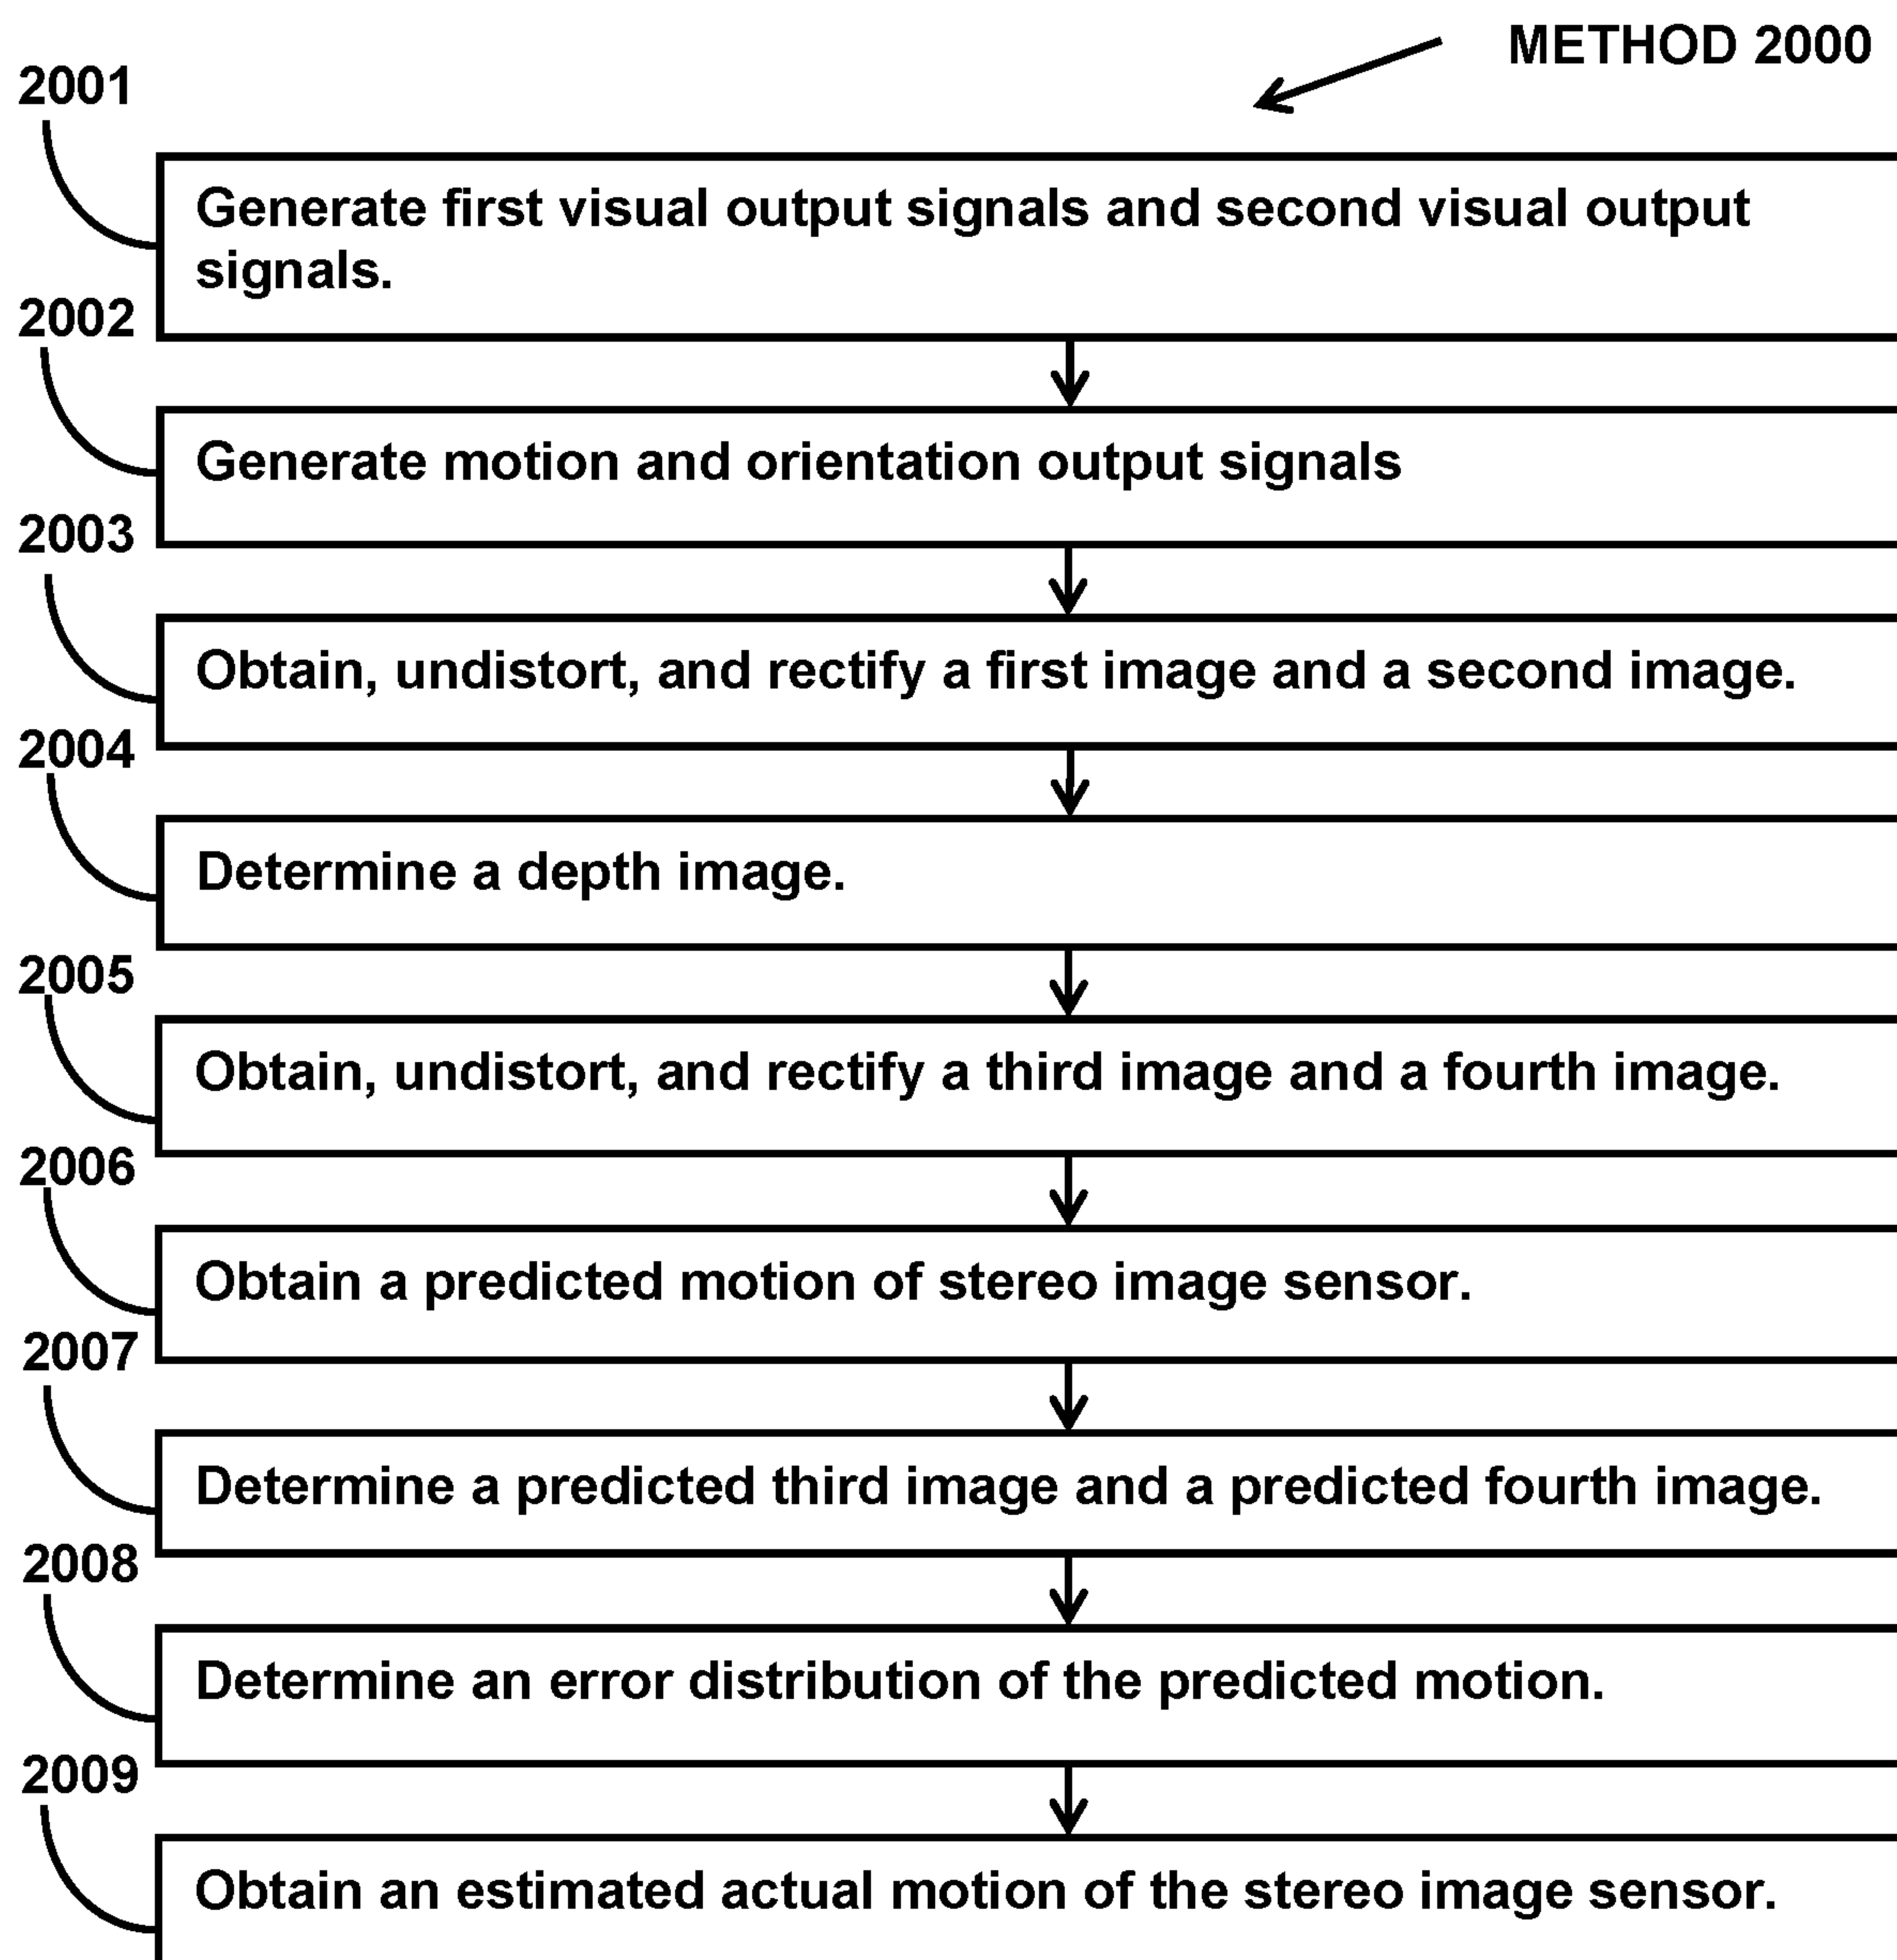 METHOD 2000
2001
Generate first visual output signals and second visual output
signals.
2002
Generate motion and orientation output signals
2003
Obtain, undistort, and rectify a first image and a second image.
2004
Determine a depth image.
2005
Obtain, undistort, and rectify a third image and a fourth image.
2006
Obtain a predicted motion of stereo image sensor.
2007
Determine a predicted third image and a predicted fourth image.
2008
Determine an error distribution of the predicted motion.
2009
Obtain an estimated actual motion of the stereo image sensor.